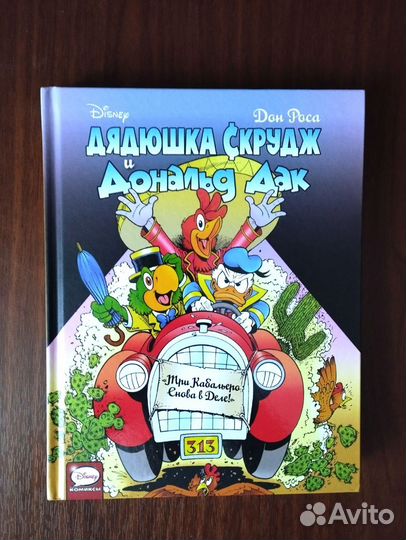 Disney
Дон Роса
Дядюшка Скрудж
и
Дональд Дак
«Три Кабальеро
Снова в Деле!»
313
Disney
КОМИКСЫ
Avito